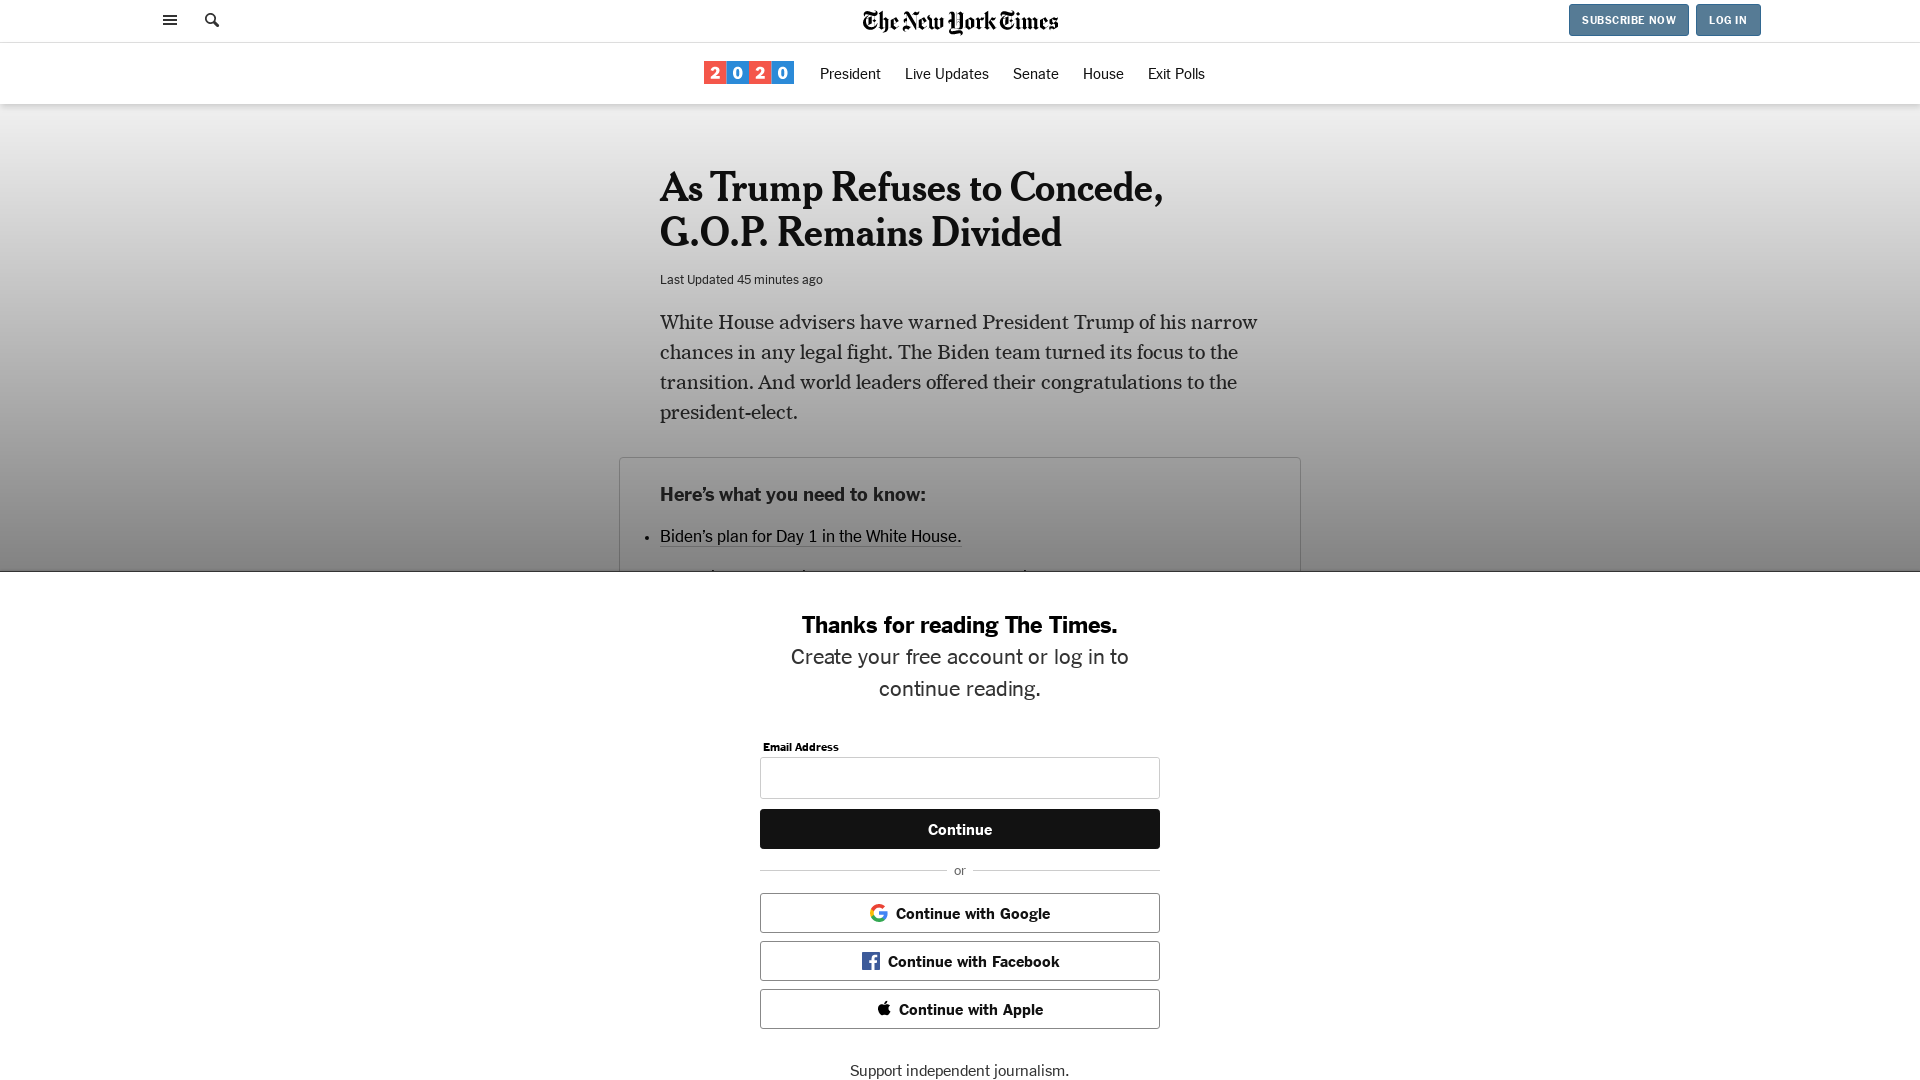 The New York Times
SUBSCRIBE NOW
LOG IN
2020
President
Live Updates
Senate
House
Exit Polls
As Trump Refuses to Concede,
G.O.P. Remains Divided
Last Updated 45 minutes ago
White House advisers have warned President Trump of his narrow
chances in any legal fight. The Biden team turned its focus to the
transition. And world leaders offered their congratulations to the
president-elect.
Here’s what you need to know:
• Biden’s plan for Day 1 in the White House.
Thanks for reading The Times.
Create your free account or log in to
continue reading.
Email Address
Continue
or
Continue with Google
Continue with Facebook
Continue with Apple
Support independent journalism.